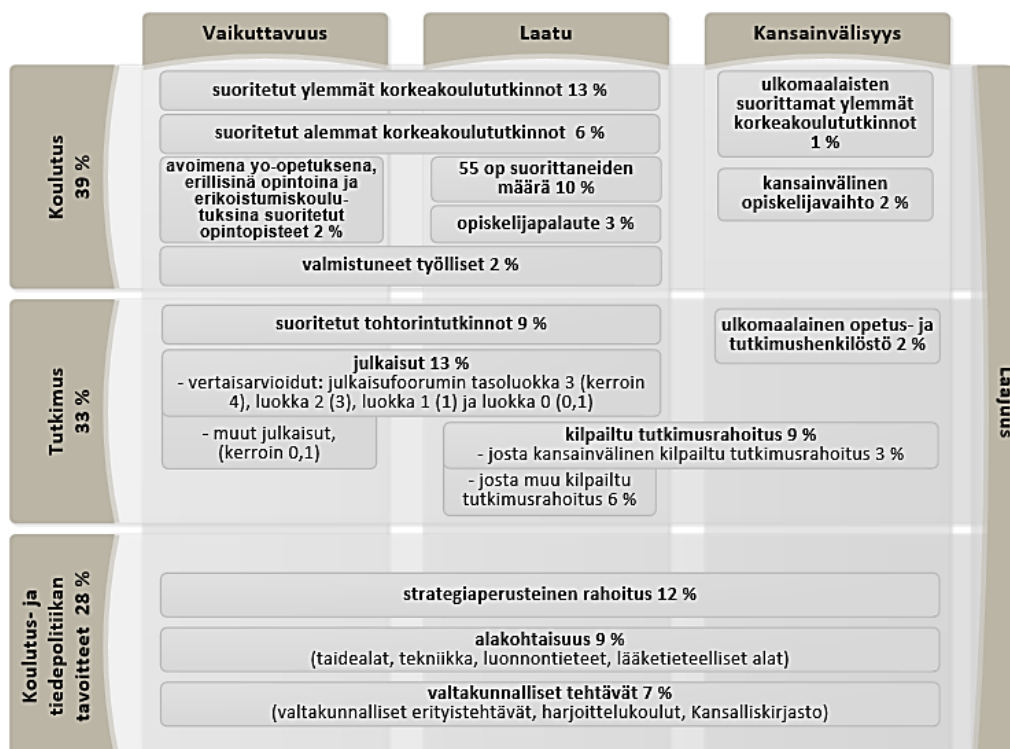 Vaikuttavuus
Laatu
Kansainvälisyys
Koulutus
39 %
suoritetut ylemmät korkeakoulututkinnot 13 %
suoritetut alemmat korkeakoulututkinnot 6 %
avoimena yo-opetuksena,
erillisinä opintoina ja
erikoistumiskoulu-
tuksina suoritetut
opintopisteet 2 %
55 op suorittaneiden
määrä 10 %
opiskelijapalaute 3 %
valmistuneet työlliset 2 %
ulkomaalaisten
suorittamat ylemmät
korkeakoulututkinnot
1 %
kansainvälinen
opiskelijavaihto 2 %
Tutkimus
33 %
suoritetut tohtorintutkinnot 9 %
julkaisut 13 %
- vertaisarvioidut: julkaisufoorumin tasoluokka 3 (kerroin
4), luokka 2 (3), luokka 1 (1) ja luokka 0 (0,1)
- muut julkaisut,
(kerroin 0,1)
ulkomaalainen opetus- ja
tutkimushenkilöstö 2 %
kilpailtu tutkimusrahoitus 9 %
- josta kansainvälinen kilpailtu tutkimusrahoitus 3 %
- josta muu kilpailtu
tutkimusrahoitus 6 %
Laajuus
Koulutus- ja
tiedepolitiikan
tavoitteet 28 %
strategiaperusteinen rahoitus 12 %
alakohtaisuus 9 %
(taidealat, tekniikka, luonnontieteet, lääketieteelliset alat)
valtakunnalliset tehtävät 7 %
(valtakunnalliset erityistehtävät, harjoittelukoulut, Kansalliskirjasto)